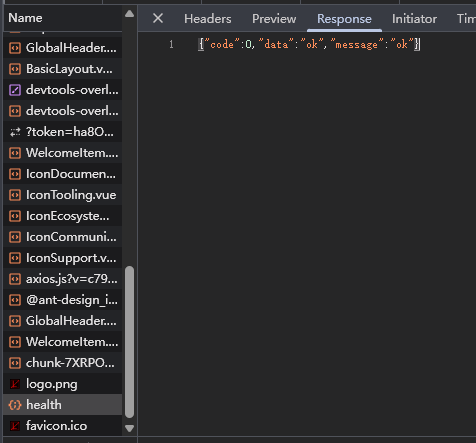 Name
GlobalHeader....
BasicLayout.v...
devtools-overl...
devtools-overl...
?token=ha8O...
WelcomeItem....
IconDocumen...
IconTooling.vue
IconEcosyste...
IconCommuni...
IconSupport.v...
axios.js?v=c79...
@ant-design_i...
GlobalHeader....
WelcomeItem....
chunk-7XRPO...
logo.png
health
favicon.ico
Headers Preview Response Initiator Tim
1 {"code":0,"data":"ok","message":"ok"}